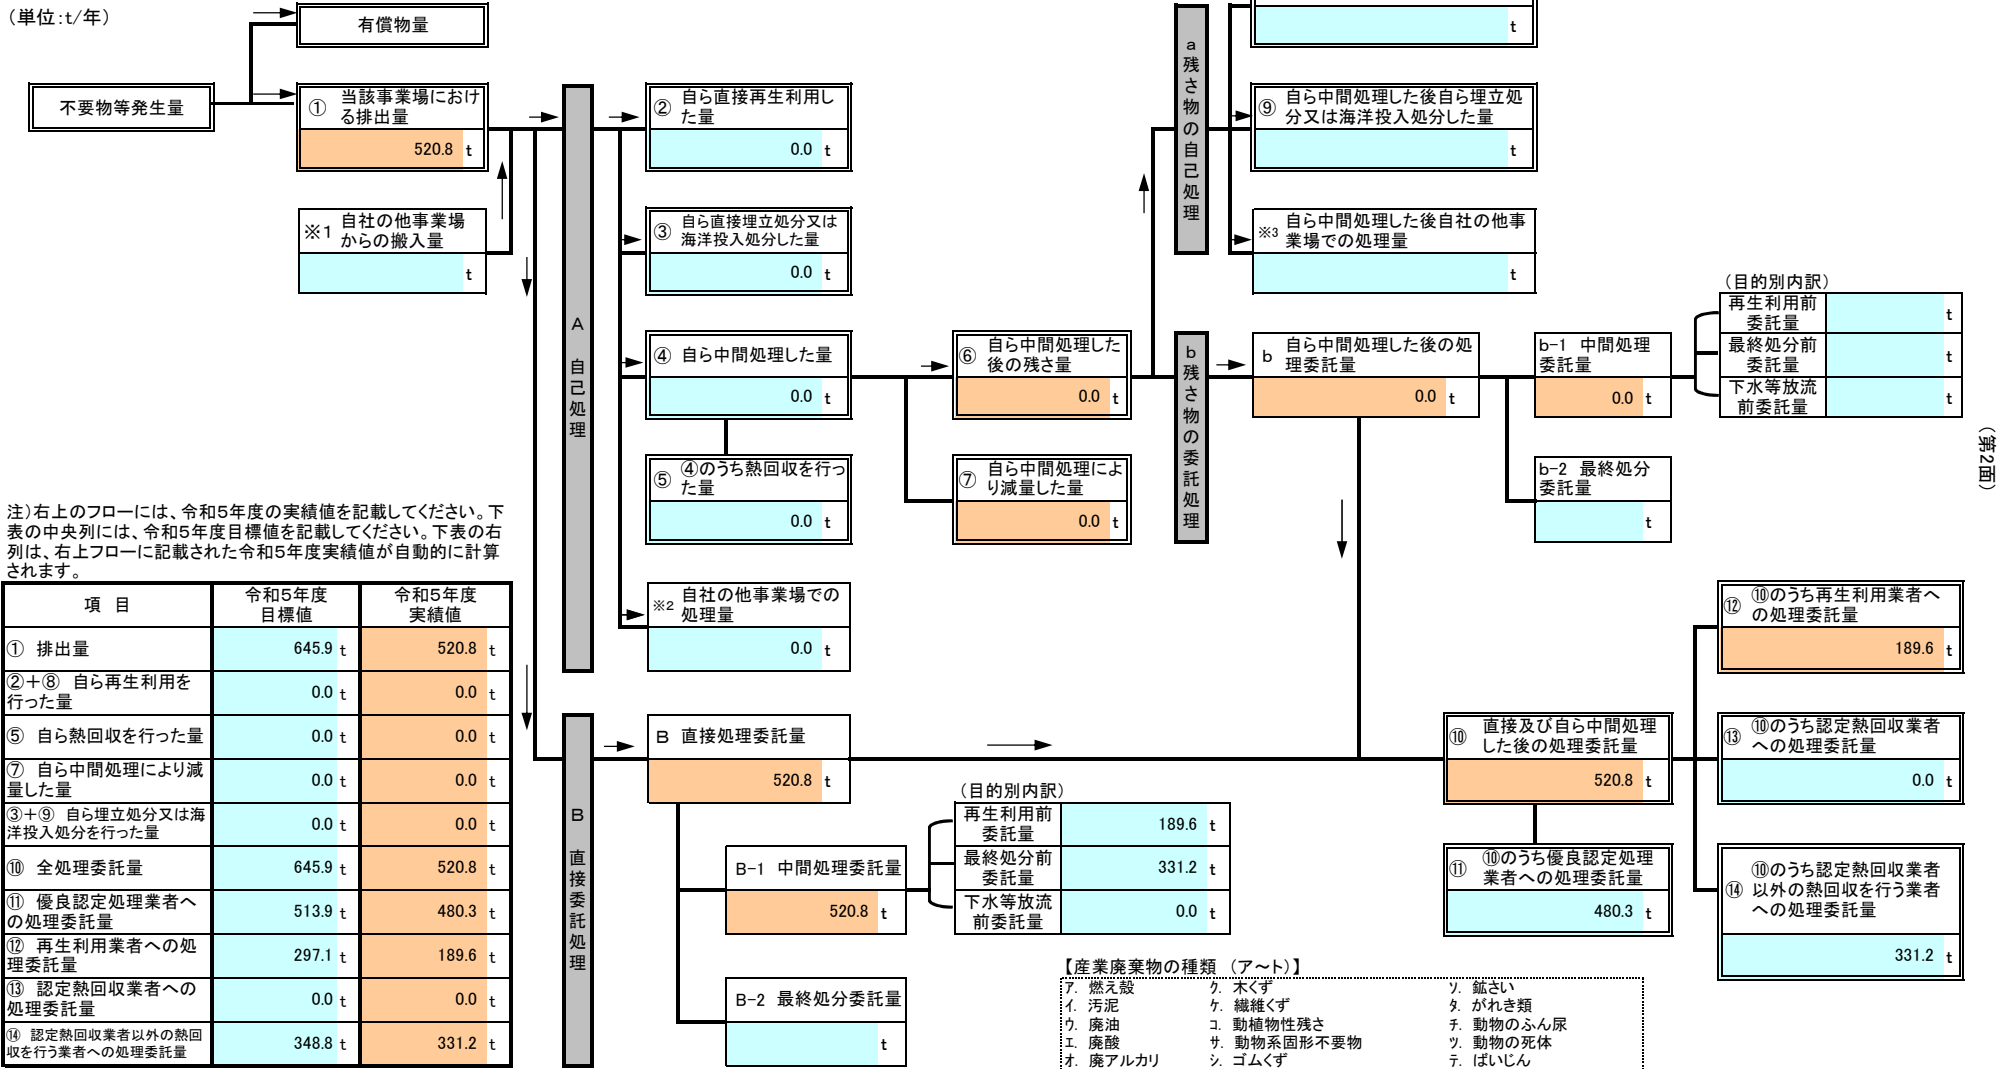 (単位:t/年)
有償物量
不要物等発生量
① 当該事業場におけ
る排出量
520.8 t
※1 自社の他事業場
からの搬入量
t
A 自己処理
② 自ら直接再生利用し
た量
0.0 t
③ 自ら直接埋立処分又は
海洋投入処分した量
0.0 t
④ 自ら中間処理した量
0.0 t
⑤ ④のうち熱回収を行っ
た量
0.0 t
※2 自社の他事業場での
処理量
0.0 t
⑥ 自ら中間処理した
後の残さ量
0.0 t
⑦ 自ら中間処理によ
り減量した量
0.0 t
a残さ物の自己処理
t
⑨ 自ら中間処理した後自ら埋立処
分又は海洋投入処分した量
t
※3 自ら中間処理した後自社の他事
業場での処理量
t
b残さ物の委託処理
b 自ら中間処理した後の処
理委託量
0.0 t
b-1 中間処理
委託量
0.0 t
b-2 最終処分
委託量
t
(目的別内訳)
再生利用前
委託量 t
最終処分前
委託量 t
下水等放流
前委託量 t
(第2面)
注)右上のフローには、令和5年度の実績値を記載してください。下
表の中央列には、令和5年度目標値を記載してください。下表の右
列は、右上フローに記載された令和5年度実績値が自動的に計算
されます。
項 目 令和5年度
目標値 令和5年度
実績値
① 排出量 645.9 t 520.8 t
②+⑧ 自ら再生利用を
行った量 0.0 t 0.0 t
⑤ 自ら熱回収を行った量 0.0 t 0.0 t
⑦ 自ら中間処理により減
量した量 0.0 t 0.0 t
③+⑨ 自ら埋立処分又は海
洋投入処分を行った量 0.0 t 0.0 t
⑩ 全処理委託量 645.9 t 520.8 t
⑪ 優良認定処理業者へ
の処理委託量 513.9 t 480.3 t
⑫ 再生利用業者への処
理委託量 297.1 t 189.6 t
⑬ 認定熱回収業者への
処理委託量 0.0 t 0.0 t
⑭ 認定熱回収業者以外の熱回
収を行う業者への処理委託量 348.8 t 331.2 t
B 直接委託処理
B 直接処理委託量
520.8 t
B-1 中間処理委託量
520.8 t
B-2 最終処分委託量
t
(目的別内訳)
再生利用前
委託量 189.6 t
最終処分前
委託量 331.2 t
下水等放流
前委託量 0.0 t
⑩ 直接及び自ら中間処理
した後の処理委託量
520.8 t
⑪ ⑩のうち優良認定処理
業者への処理委託量
480.3 t
⑫ ⑩のうち再生利用業者へ
の処理委託量
189.6 t
⑬ ⑩のうち認定熱回収業者
への処理委託量
0.0 t
⑭ ⑩のうち認定熱回収業者
以外の熱回収を行う業者
への処理委託量
331.2 t
【産業廃棄物の種類 (ア~ト)】
ア. 燃え殻 ク. 木くず ソ. 鉱さい
イ. 汚泥 ケ. 繊維くず タ. がれき類
ウ. 廃油 コ. 動植物性残さ チ. 動物のふん尿
エ. 廃酸 サ. 動物系固形不要物 ツ. 動物の死体
オ. 廃アルカリ シ. ゴムくず テ. ばいじん